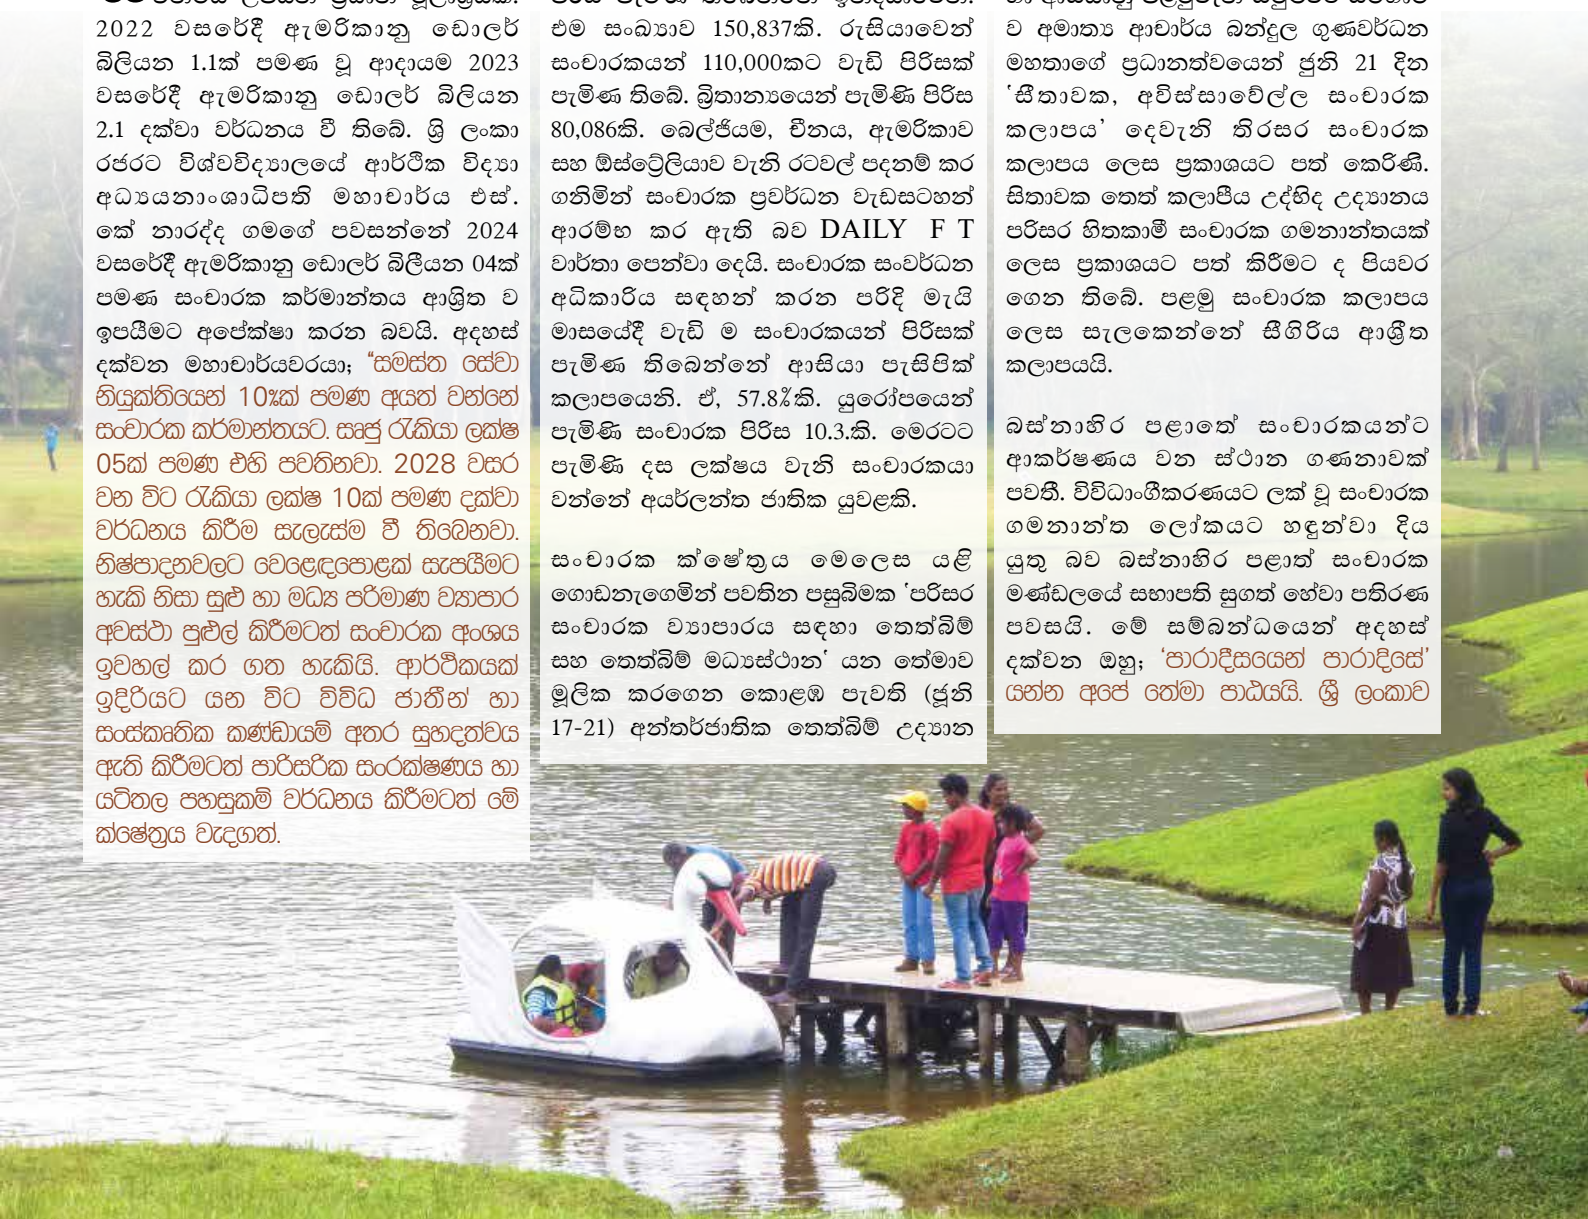 2022 වසරේදී ඇමරිකානු ඩොලර්
බිලියන 1.1ක් පමණ වූ ආදායම 2023
වසරේදී ඇමරිකානු ඩොලර් බිලියන
2.1 දක්වා වර්ධනය වී තිබේ. ශ්‍රි ලංකා
රජරට විශ්වවිද්‍යාලයේ ආර්ථික විද්‍යා
අධ්‍යයනාංශාධිපති මහාචාර්ය එස්.
කේ නාරද්ද ගමගේ පවසන්නේ 2024
වසරේදී ඇමරිකානු ඩොලර් බිලීයන 04ක්
පමණ සංචාරක කර්මාන්තය ආශ්‍රිත ව
ඉපයීමට අපේක්ෂා කරන බවයි. අදහස්
දක්වන මහාචාර්යවරයා; “සමස්ත සේවා
නියුක්තියෙන් 10%ක් පමණ අයත් වන්නේ
සංචාරක කර්මාන්තයට. සෘජු රැකියා ලක්ෂ
05ක් පමණ එහි පවතිනවා. 2028 වසර
වන විට රැකියා ලක්ෂ 10ක් පමණ දක්වා
වර්ධනය කිරීම සැලැස්ම වී තිබෙනවා.
නිෂ්පාදනවලට වෙළෙඳපොළක් සැපයීමට
හැකි නිසා සුළු හා මධ්‍ය පරිමාණ ව්‍යාපාර
අවස්ථා පුළුල් කිරීමටත් සංචාරක අංශය
ඉවහල් කර ගත හැකියි. ආර්ථිකයක්
ඉදිරියට යන විට විවිධ ජාතීන් හා
සංස්කෘතික කණ්ඩායම් අතර සුහදත්වය
ඇති කිරීමටත් පාරිසරික සංරක්ෂණය හා
යටිතල පහසුකම් වර්ධනය කිරීමටත් මේ
ක්ෂේත්‍රය වැදගත්.
එම සංඛ්‍යාව 150,837කි. රුසියාවෙන්
සංචාරකයන් 110,000කට වැඩි පිරිසක්
පැමිණ තිබේ. බ්‍රිතාන්‍යයෙන් පැමිණි පිරිස
80,086කි. බෙල්ජියම, චීනය, ඇමරිකාව
සහ ඕස්ට්‍රේලියාව වැනි රටවල් පදනම් කර
ගනිමින් සංචාරක ප්‍රවර්ධන වැඩසටහන්
ආරම්භ කර ඇති බව DAILY F T
වාර්තා පෙන්වා දෙයි. සංචාරක සංවර්ධන
අධිකාරිය සඳහන් කරන පරිදි මැයි
මාසයේදී වැඩි ම සංචාරකයන් පිරිසක්
පැමිණ තිබෙන්නේ ආසියා පැසිපික්
කලාපයෙනි. ඒ, 57.8%කි. යුරෝපයෙන්
පැමිණි සංචාරක පිරිස 10.3.කි. මෙරටට
පැමිණි දස ලක්ෂය වැනි සංචාරකයා
වන්නේ අයර්ලන්ත ජාතික යුවළකි.
සංචාරක ක්ෂේත්‍රය මෙලෙස යළි
ගොඩනැගෙමින් පවතින පසුබිමක ‘පරිසර
සංචාරක ව්‍යාපාරය සඳහා තෙත්බිම්
සහ තෙත්බිම් මධ්‍යස්ථාන‘ යන තේමාව
මූලික කරගෙන කොළඹ පැවති (ජූනි
17-21) අන්තර්ජාතික තෙත්බිම් උද්‍යාන
ව අමාත්‍ය ආචාර්ය බන්දුල ගුණවර්ධන
මහතාගේ ප්‍රධානත්වයෙන් ජුනි 21 දින
‘සීතාවක, අවිස්සාවේල්ල සංචාරක
කලාපය’ දෙවැනි තිරසර සංචාරක
කලාපය ලෙස ප්‍රකාශයට පත් කෙරිණි.
සිතාවක තෙත් කලාපීය උද්භිද උද්‍යානය
පරිසර හිතකාමී සංචාරක ගමනාන්තයක්
ලෙස ප්‍රකාශයට පත් කිරීමට ද පියවර
ගෙන තිබේ. පළමු සංචාරක කලාපය
ලෙස සැලකෙන්නේ සීගිරිය ආශ්‍රීත
කලාපයයි.
බස්නාහිර පළාතේ සංචාරකයන්ට
ආකර්ෂණය වන ස්ථාන ගණනාවක්
පවතී. විවිධාංගීකරණයට ලක් වූ සංචාරක
ගමනාන්ත ලෝකයට හඳුන්වා දිය
යුතු බව බස්නාහිර පළාත් සංචාරක
මණ්ඩලයේ සභාපති සුගත් හේවා පතිරණ
පවසයි. මේ සම්බන්ධයෙන් අදහස්
දක්වන ඔහු; ‘පාරාදීසයෙන් පාරාදිසේ’
යන්න අපේ තේමා පාඨයයි. ශ්‍රී ලංකාව